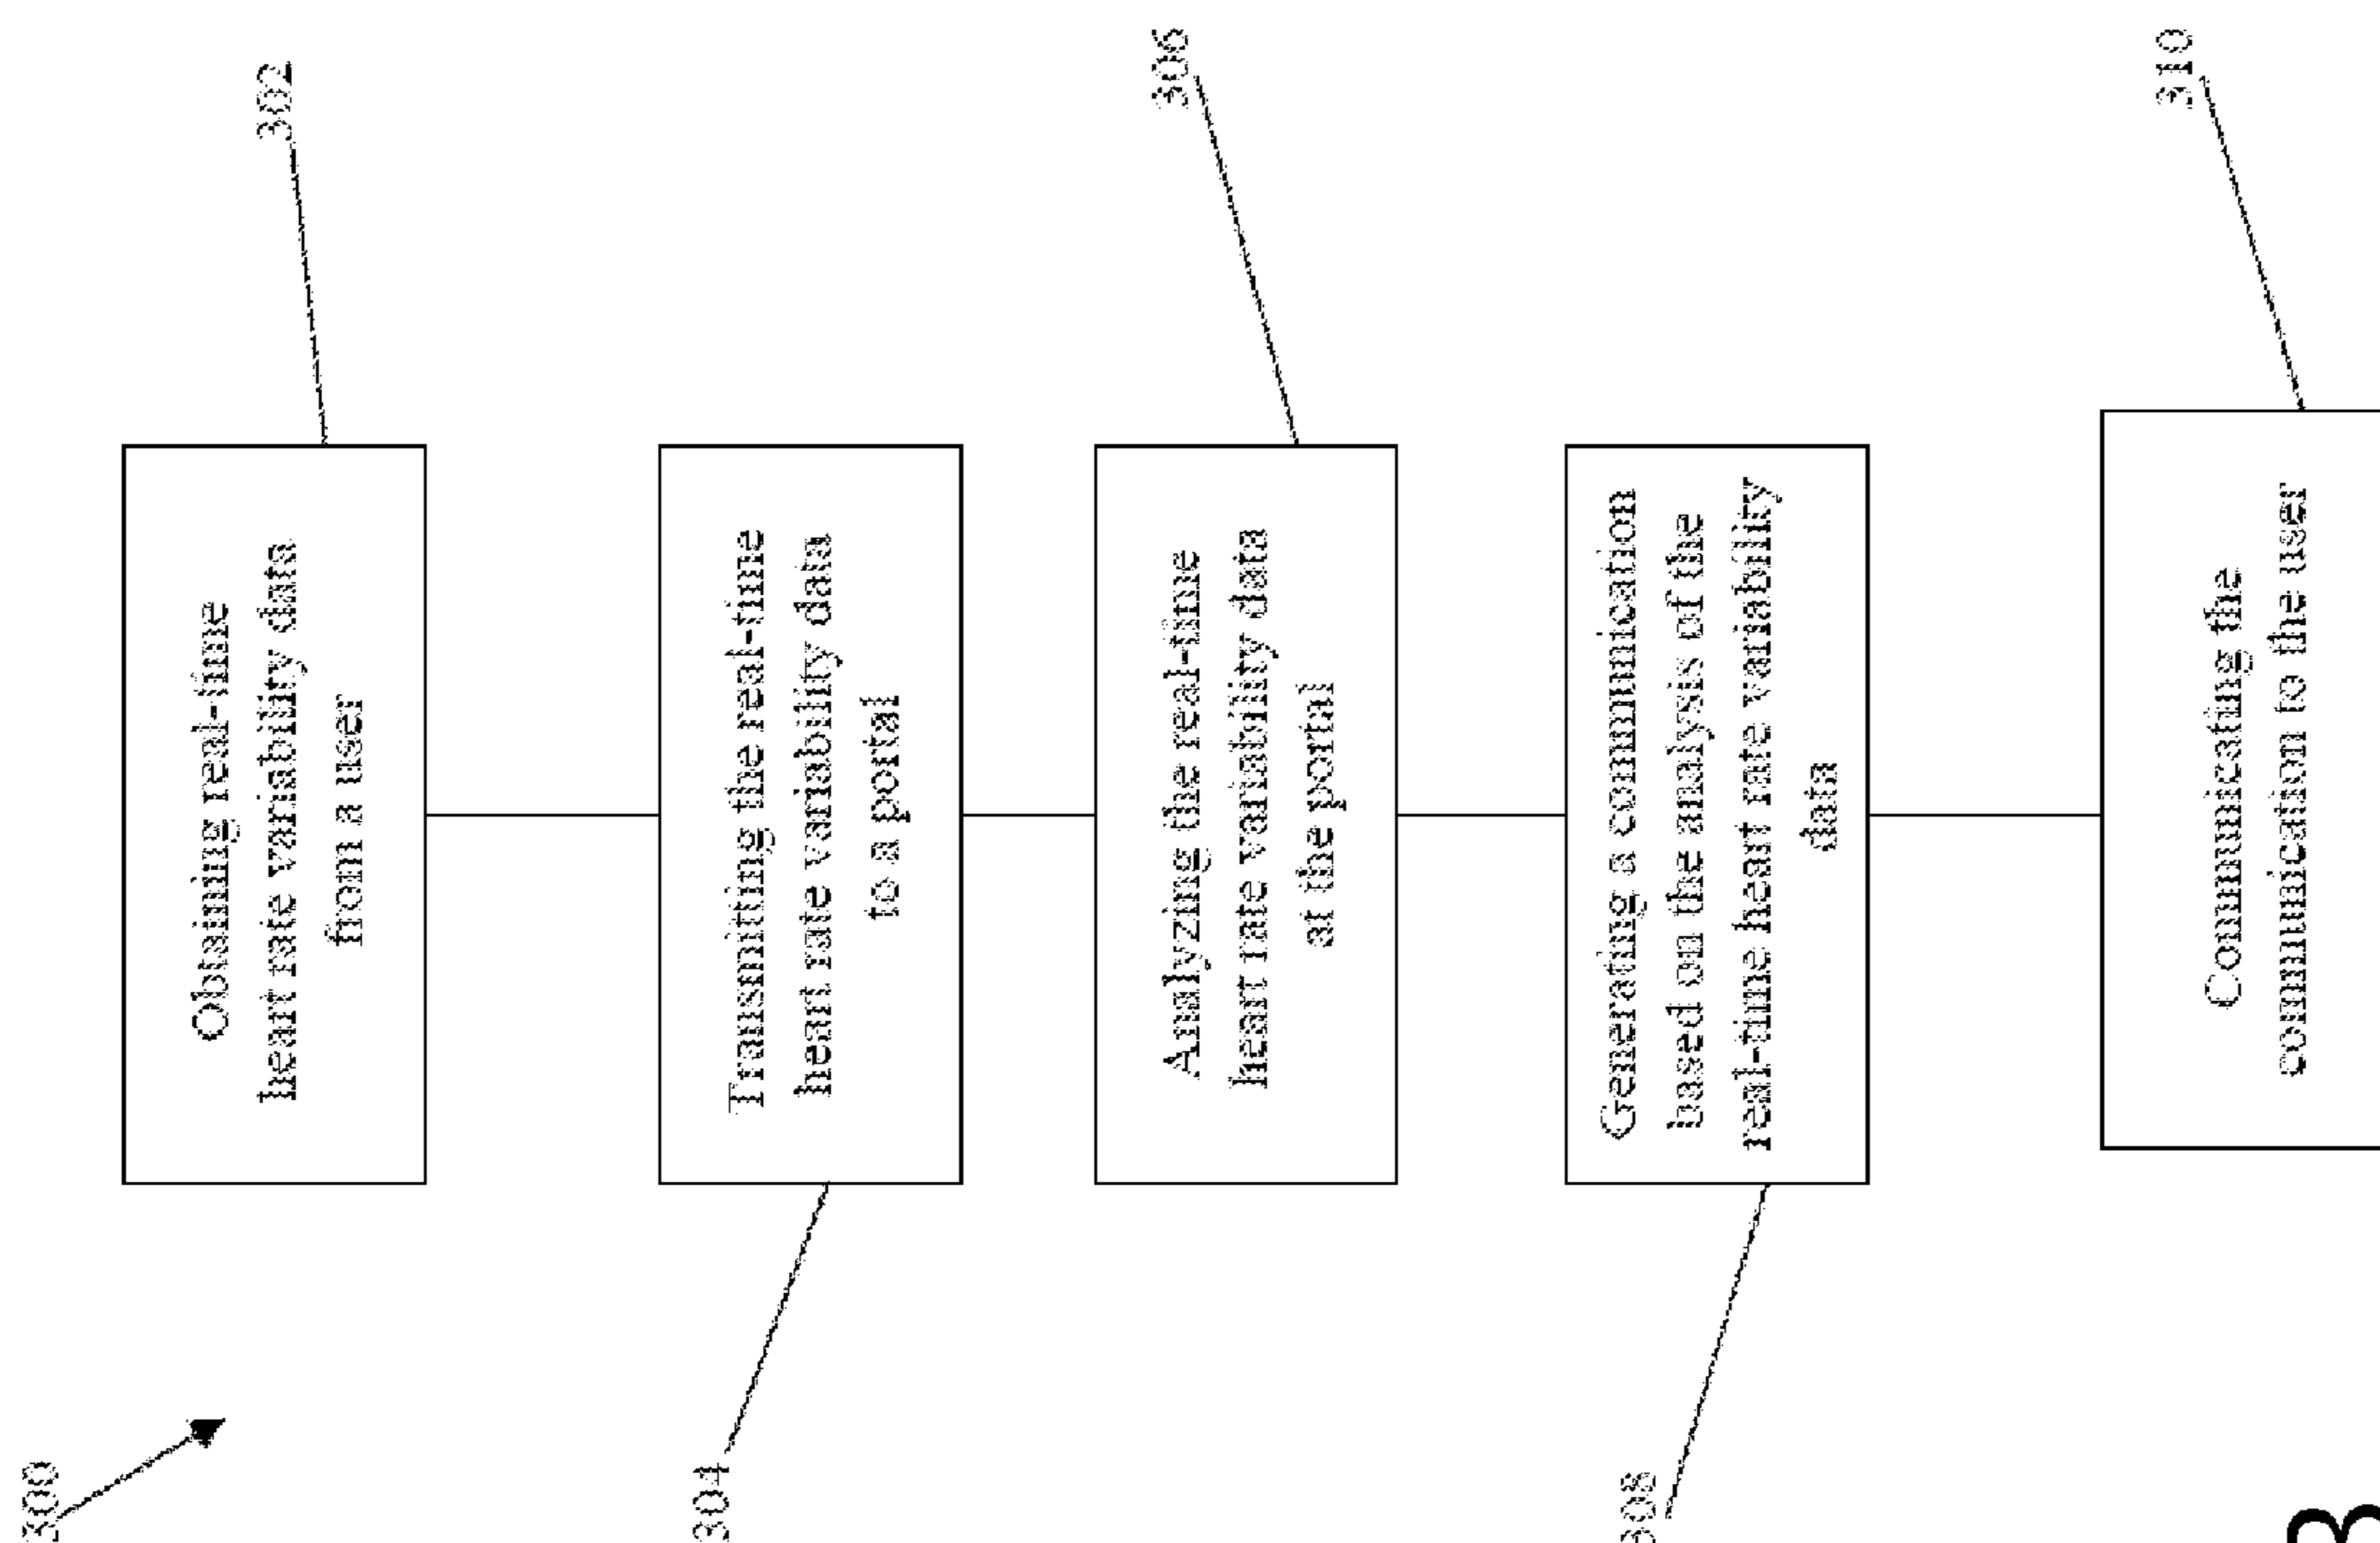 300
302
Obtaining real-time
heart rate variability data
from a user
304
Transmitting the real-time
heart rate variability data
to a portal
306
Analyzing the real-time
heart rate variability data
at the portal
308
Generating a communication
based on the analysis of the
real-time heart rate variability
data
310
Communicating the
communication to the user
3